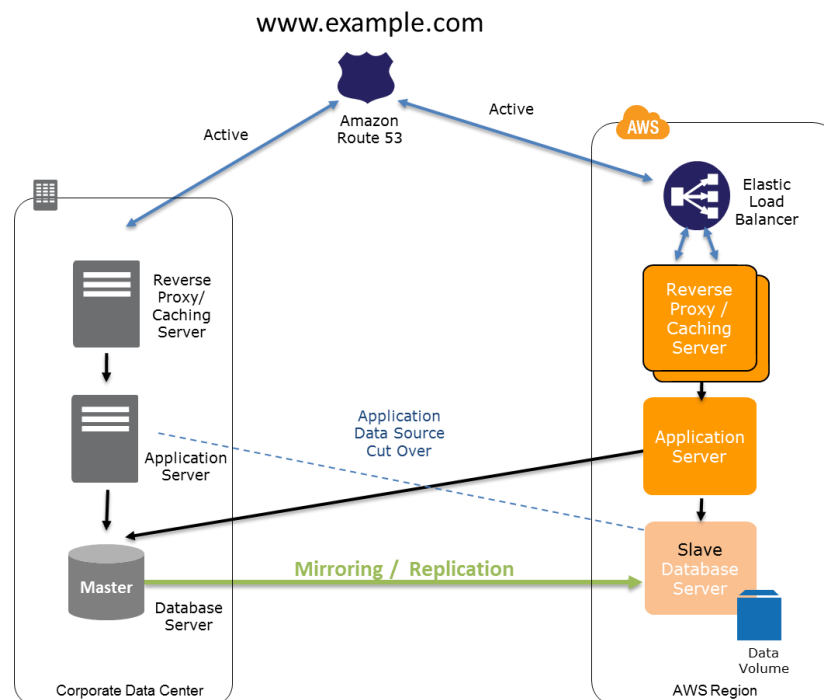 www.example.com
Amazon
Route 53
Active
Active
AWS
Elastic
Load
Balancer
Reverse
Proxy/
Caching
Server
Reverse
Proxy /
Caching
Server
Application
Data Source
Cut Over
Application
Server
Application
Server
Master
Database
Server
Mirroring / Replication
Slave
Database
Server
Data
Volume
Corporate Data Center
AWS Region